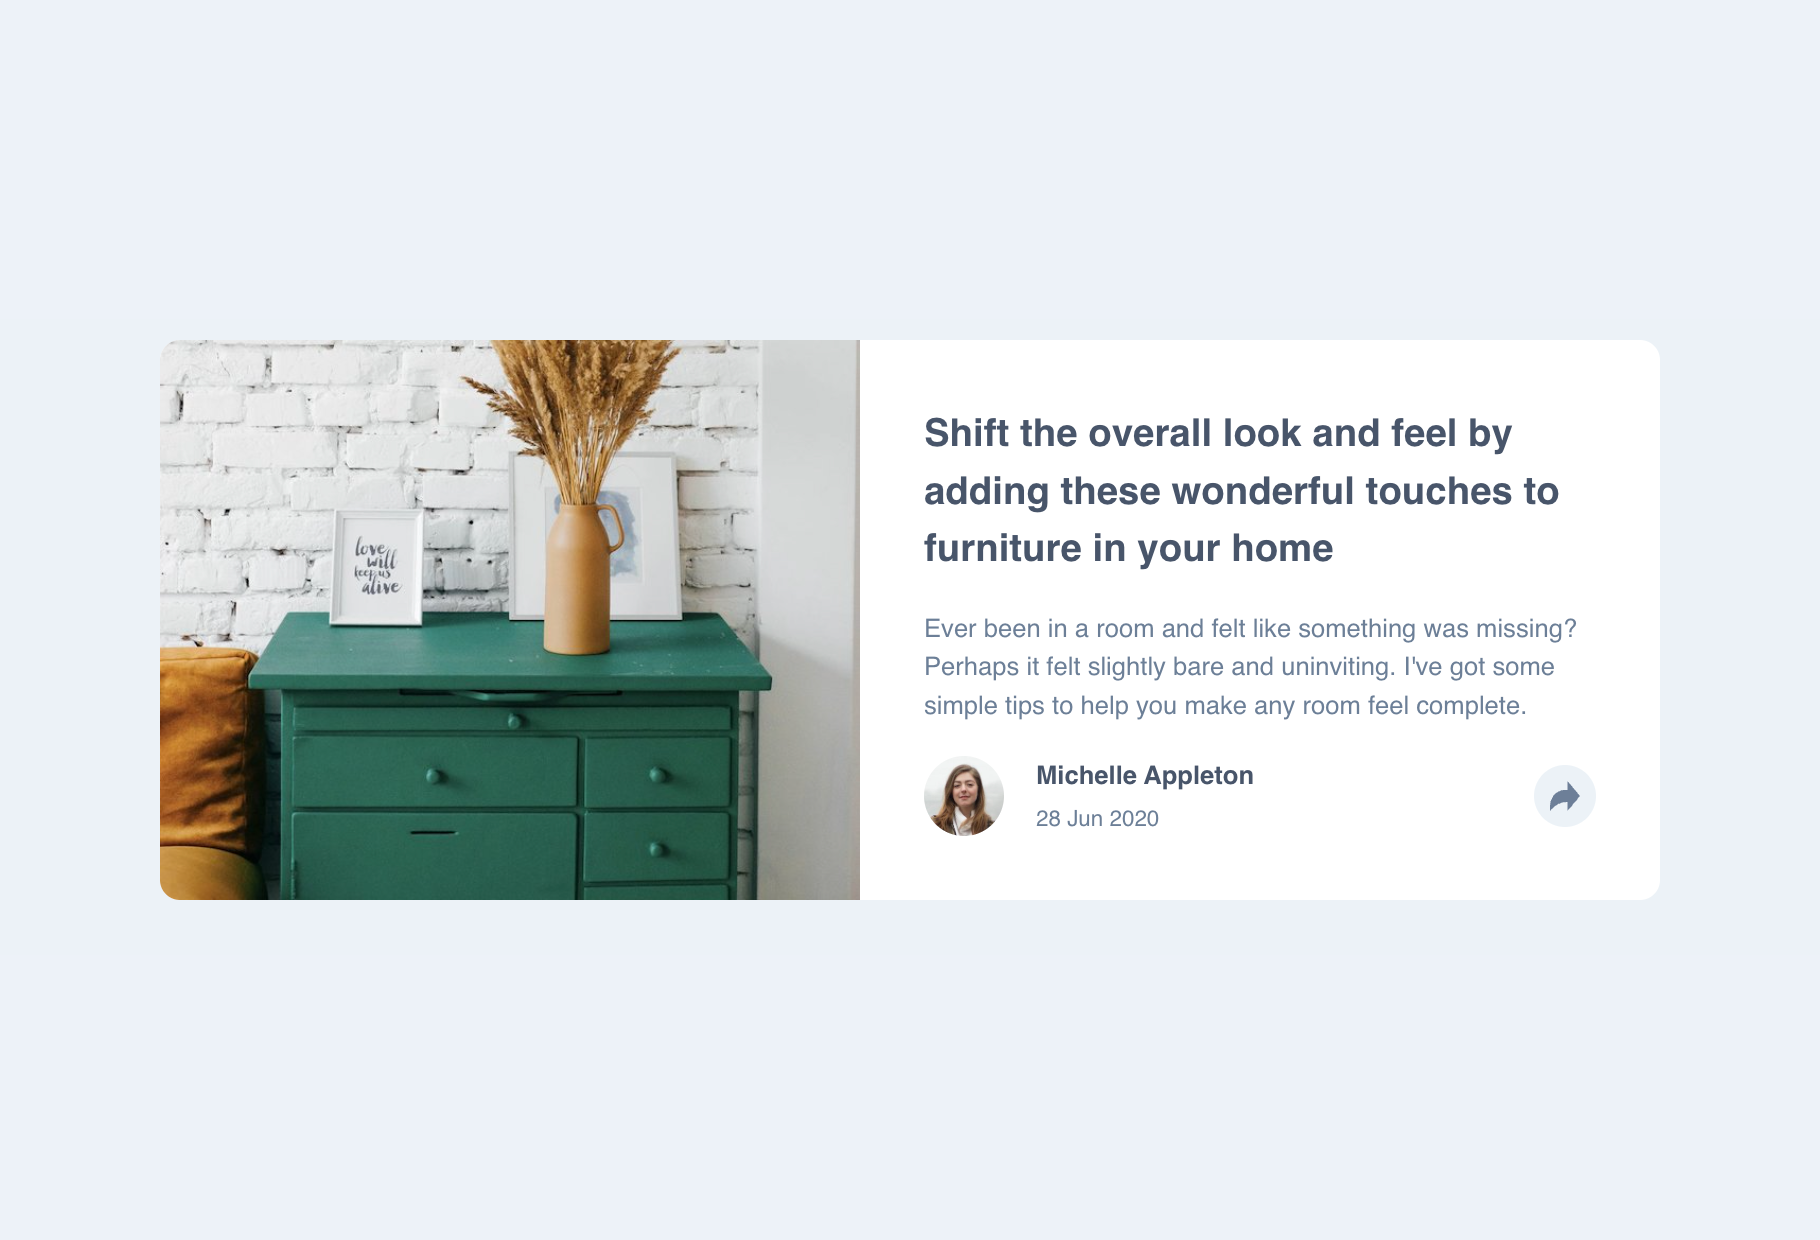 love
will
keep us
alive
Shift the overall look and feel by
adding these wonderful touches to
furniture in your home
Ever been in a room and felt like something was missing?
Perhaps it felt slightly bare and uninviting. I've got some
simple tips to help you make any room feel complete.
Michelle Appleton
28 Jun 2020